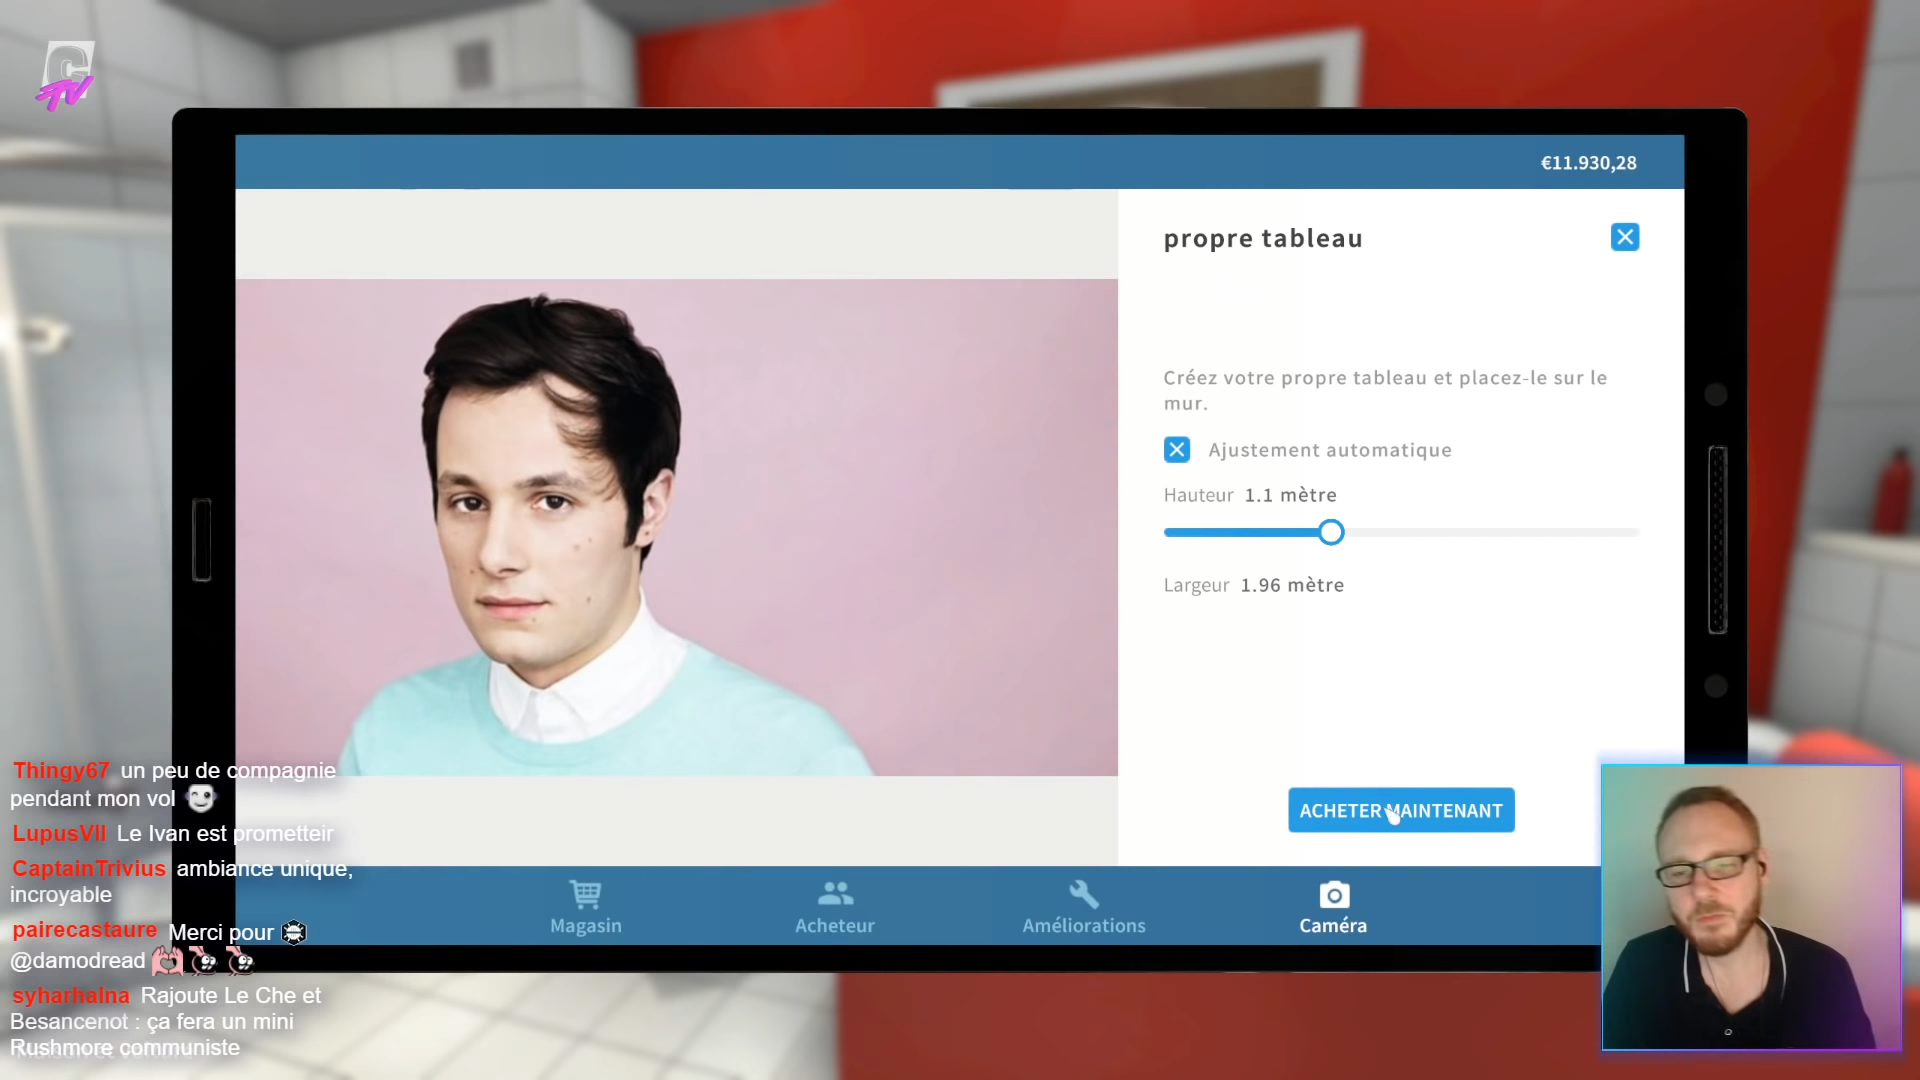 C
TV
€11.930,28
propre tableau
Créez votre propre tableau et placez-le sur le
mur.
Ajustement automatique
Hauteur 1.1 mètre
Largeur 1.96 mètre
ACHETER MAINTENANT
Magasin
Acheteur
Améliorations
Caméra
Thingy67 un peu de compagnie
pendant mon vol
LupusVII Le Ivan est prometteir
CaptainTrivius ambiance unique,
incroyable
pairecastaure Merci pour
@damodread
syharhalna Rajoute Le Che et
Besancenot : ça fera un mini
Rushmore communiste